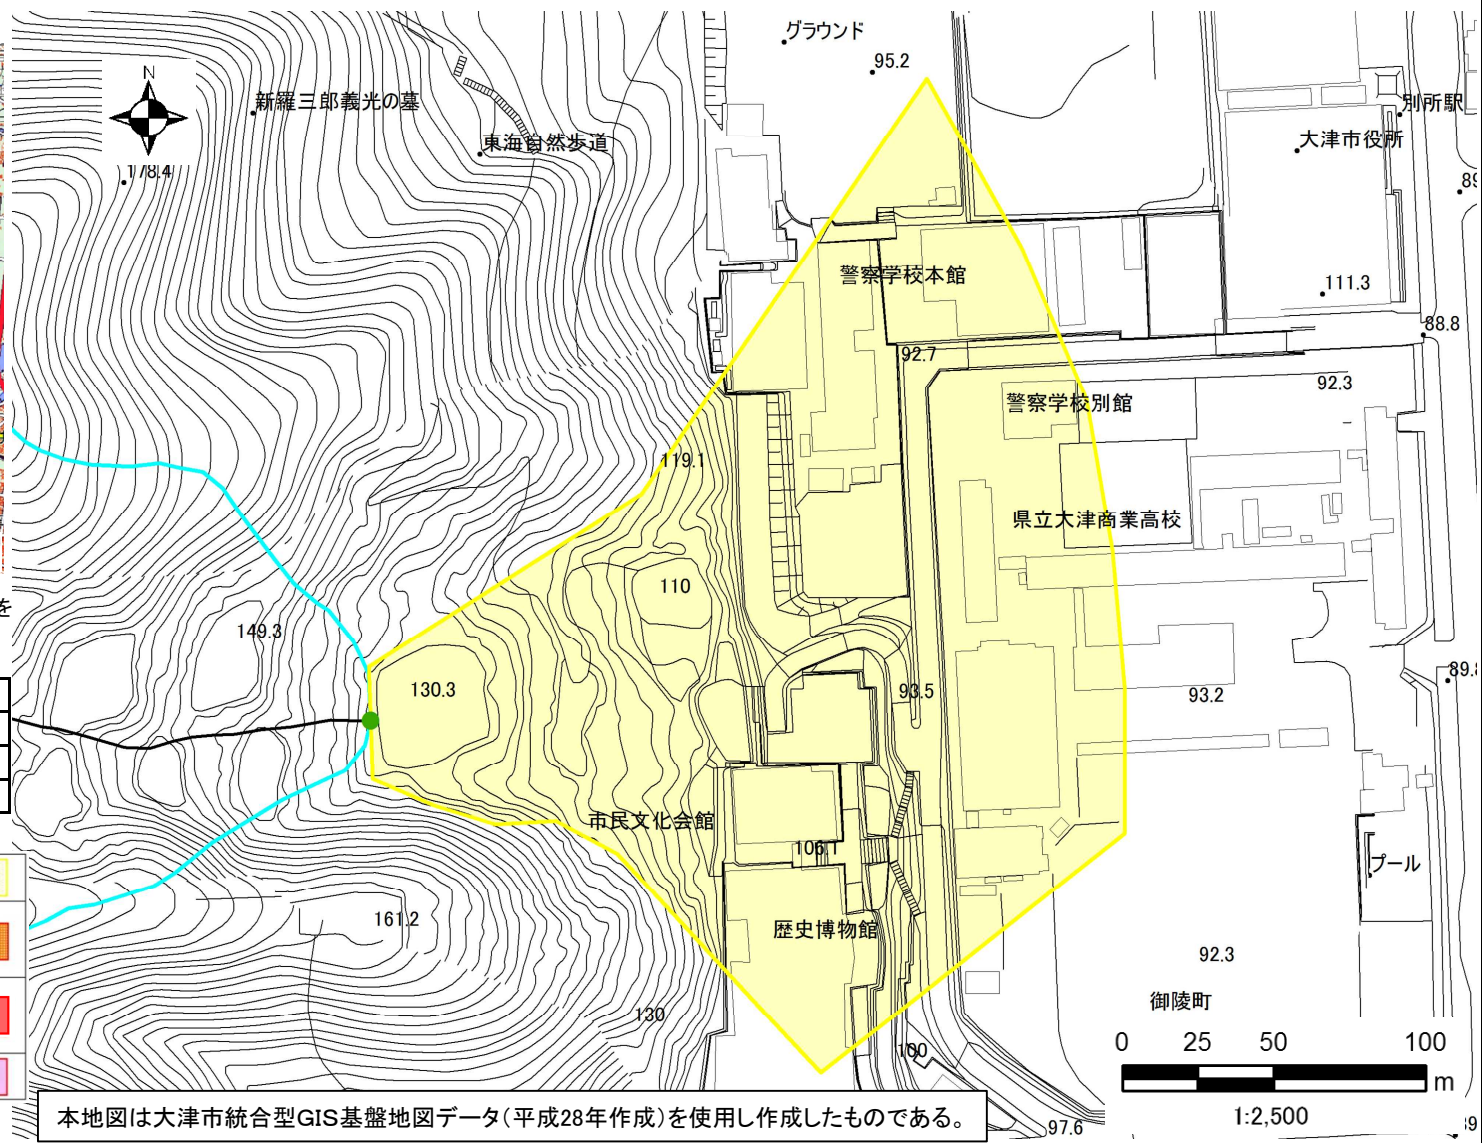 グラウンド
95.2
N
新羅三郎義光の墓
別所駅
東海自然歩道
大津市役所
178.4
89
警察学校本館
111.3
88.8
92.7
92.3
警察学校別館
119.1
県立大津商業高校
110
を
149.3
130.3
93.5
93.2
89.8
市民文化会館
106.1
プール
161.2
歴史博物館
92.3
御陵町
130
100
0 25 50 100
m
1:2,500
本地図は大津市統合型GIS基盤地図データ(平成28年作成)を使用し作成したものである。
97.6